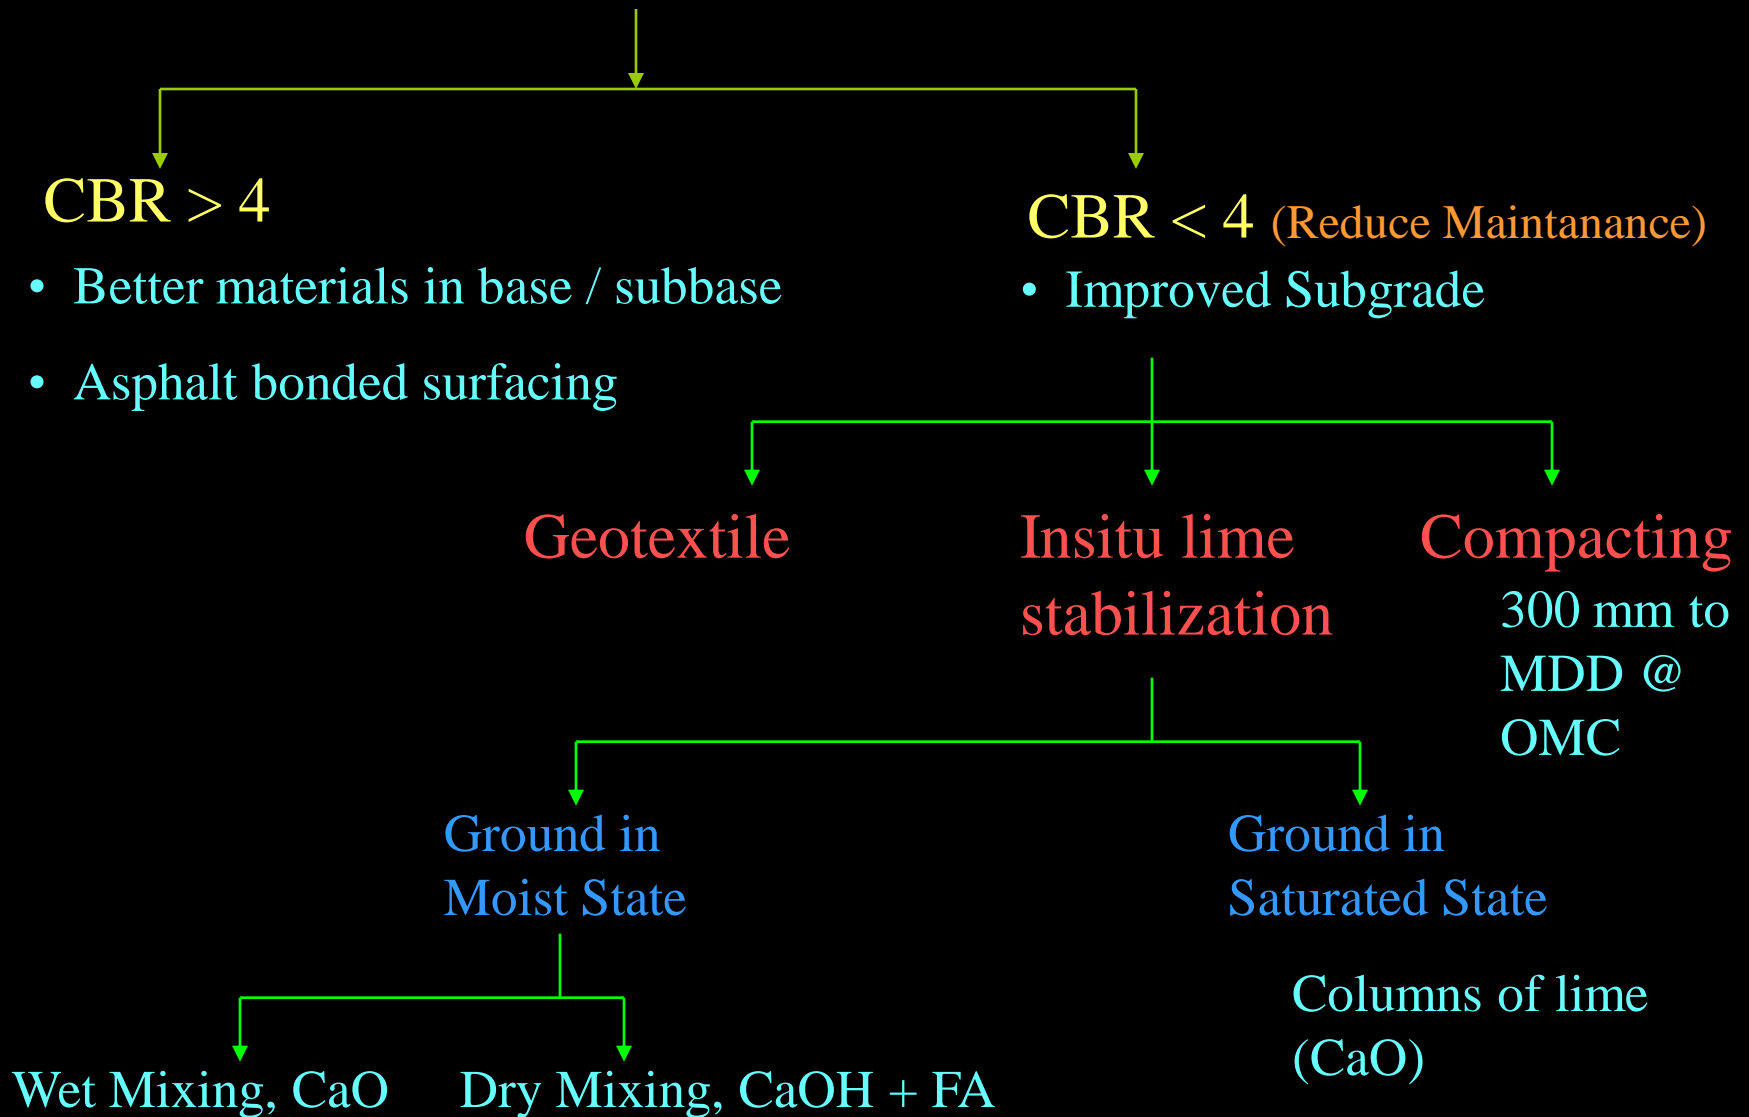 CBR > 4
CBR < 4 (Reduce Maintanance)
• Better materials in base / subbase
• Improved Subgrade
• Asphalt bonded surfacing
Geotextile
Insitu lime
stabilization
Compacting
300 mm to
MDD @
OMC
Ground in
Moist State
Ground in
Saturated State
Columns of lime
(CaO)
Wet Mixing, CaO
Dry Mixing, CaOH + FA